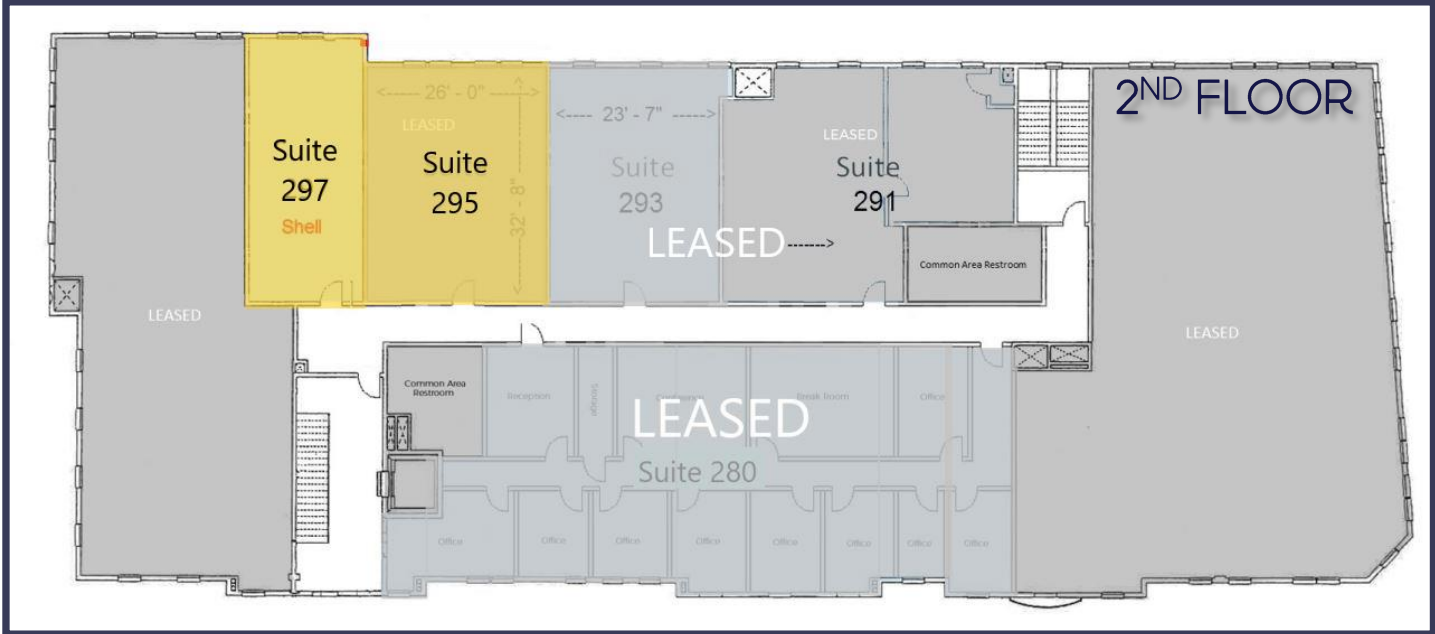 2ND FLOOR
<---- 26' - 0" ---->
LEASED
32' - 8"
Suite
297
Shell
Suite
295
<---- 23' - 7" ---->
Suite
293
LEASED
Suite
291
LEASED ------>
Common Area Restroom
LEASED
LEASED
Common Area
Restroom
Reception
Storage
Conference
Break Room
Office
LEASED
Suite 280
Office
Office
Office
Office
Office
Office
Office
Office